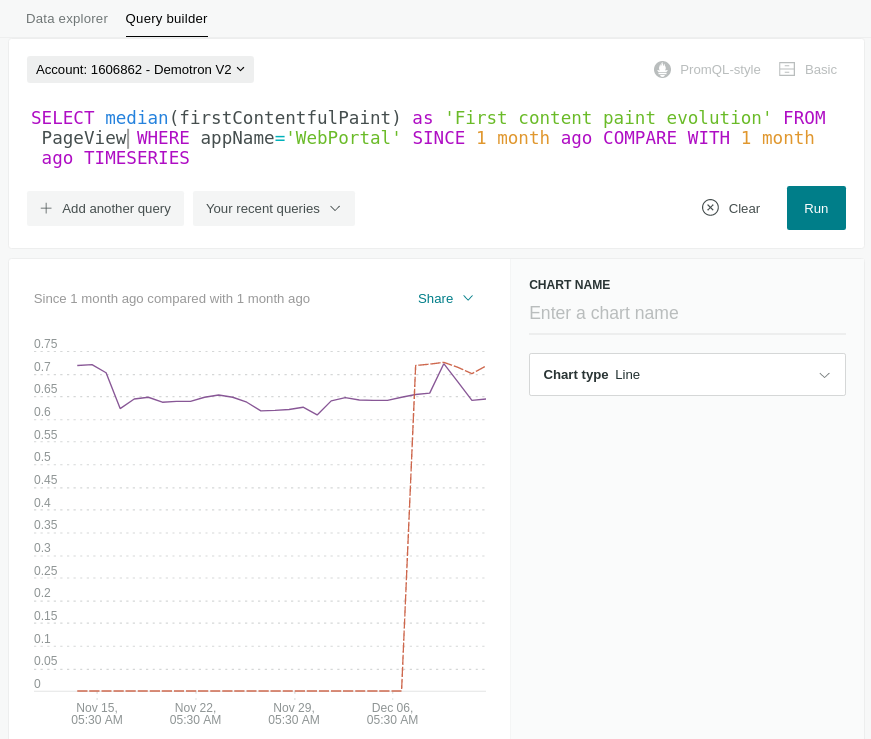 Data explorer Query builder
Account: 1606862 - Demotron V2 PromQL-style Basic
SELECT median(firstContentfulPaint) as 'First content paint evolution' FROM
PageView WHERE appName='WebPortal' SINCE 1 month ago COMPARE WITH 1 month
ago TIMESERIES
Add another query Your recent queries Clear Run
Since 1 month ago compared with 1 month ago Share
0.75
0.7
0.65
0.6
0.55
0.5
0.45
0.4
0.35
0.3
0.25
0.2
0.15
0.1
0.05
0
Nov 15, Nov 22, Nov 29, Dec 06,
05:30 AM 05:30 AM 05:30 AM 05:30 AM
CHART NAME
Enter a chart name
Chart type Line